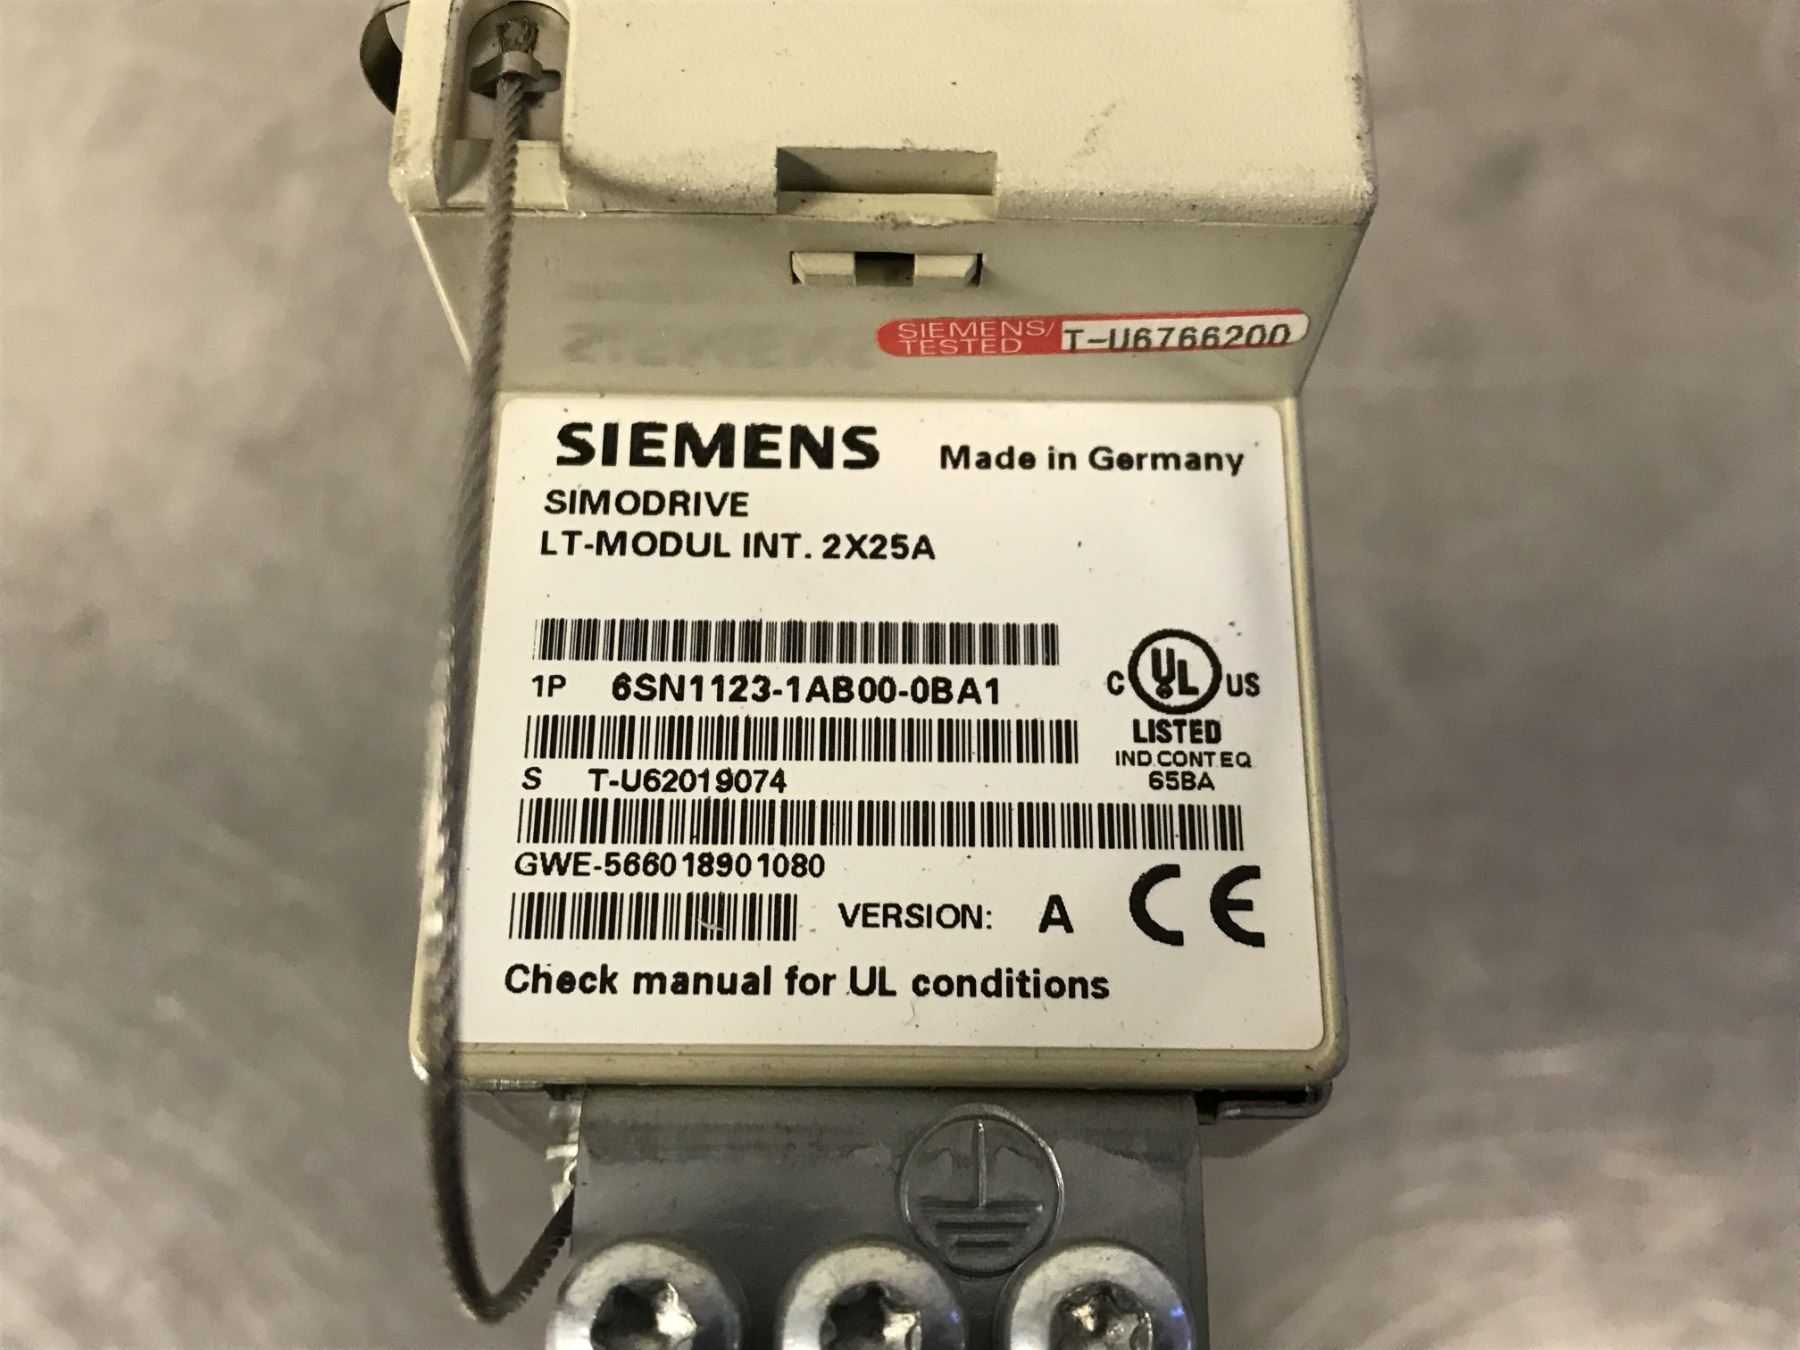 SIEMENS/
TESTED T-U6766200
SIEMENS Made in Germany
SIMODRIVE
LT-MODUL INT. 2X25A
1P 6SN1123-1AB00-0BA1
C UL US
LISTED
IND.CONT.EQ
65BA
S T-U62019074
GWE-566018901080
VERSION: A CE
Check manual for UL conditions